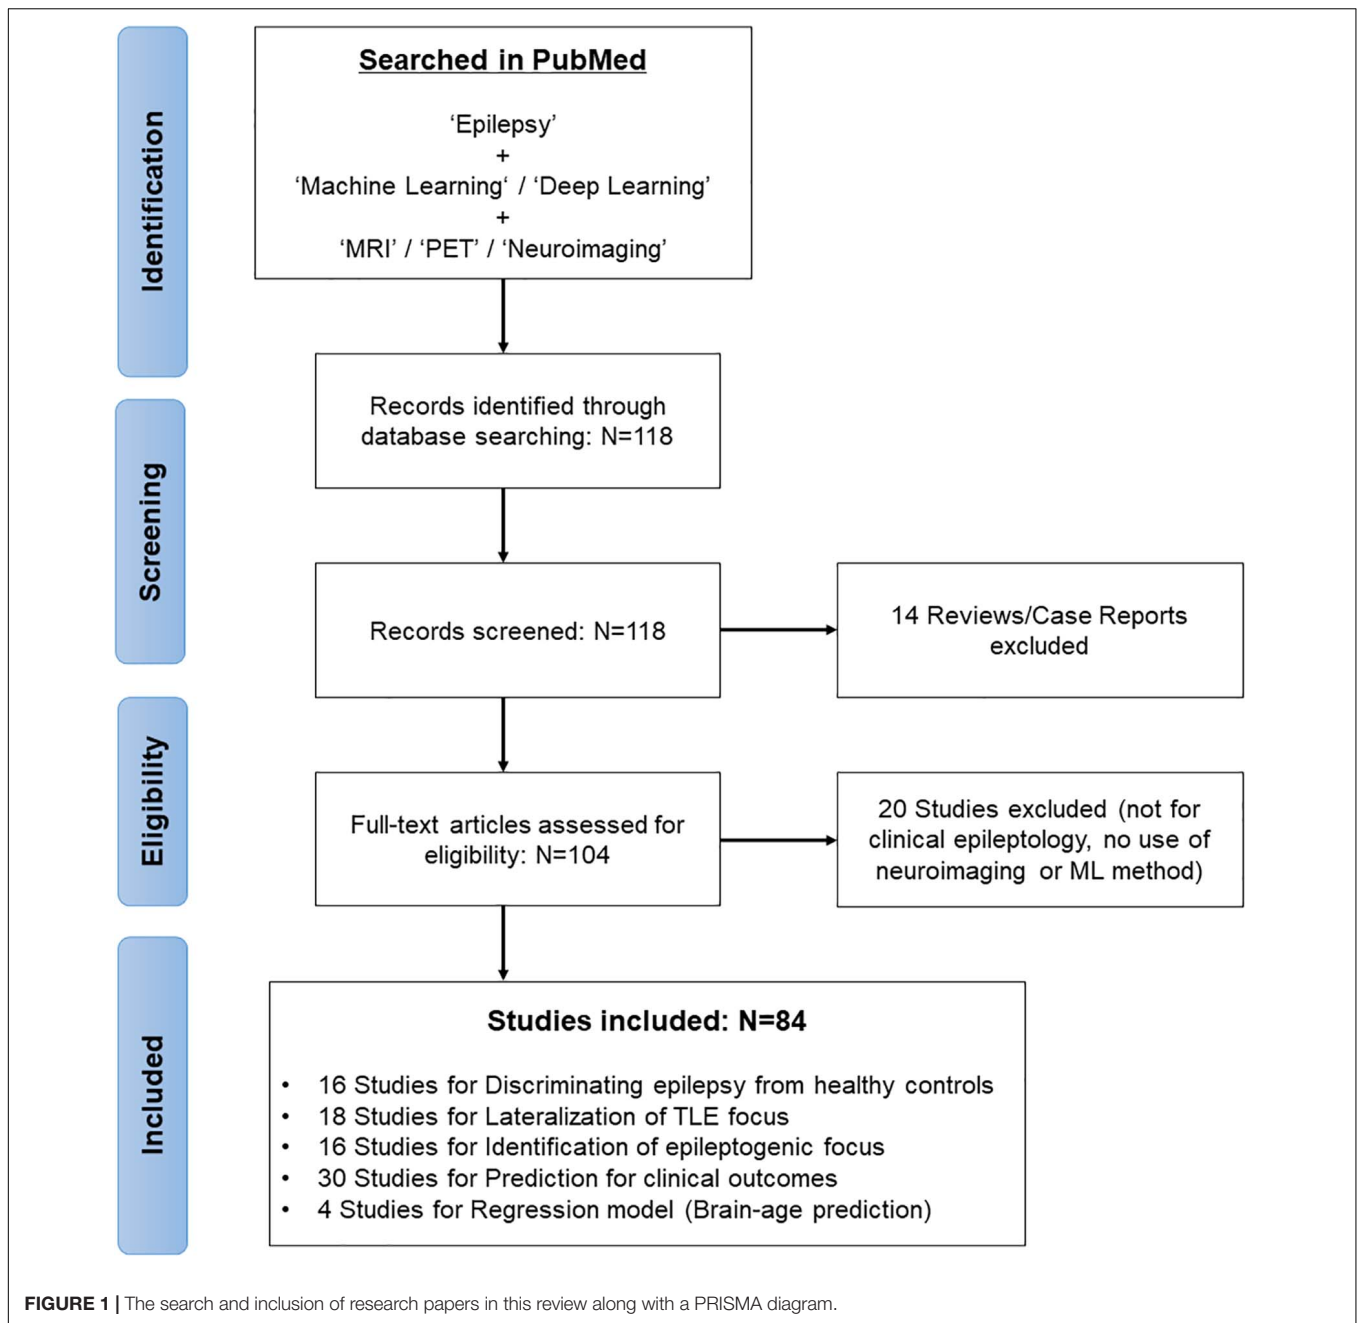 Identification
Searched in PubMed
‘Epilepsy’
+
‘Machine Learning‘ / ‘Deep Learning’
+
‘MRI’ / ‘PET’ / ‘Neuroimaging’
Records identified through
database searching: N=118
Screening
Records screened: N=118
14 Reviews/Case Reports
excluded
Eligibility
Full-text articles assessed for
eligibility: N=104
20 Studies excluded (not for
clinical epileptology, no use of
neuroimaging or ML method)
Included
Studies included: N=84
• 16 Studies for Discriminating epilepsy from healthy controls
• 18 Studies for Lateralization of TLE focus
• 16 Studies for Identification of epileptogenic focus
• 30 Studies for Prediction for clinical outcomes
• 4 Studies for Regression model (Brain-age prediction)
FIGURE 1 | The search and inclusion of research papers in this review along with a PRISMA diagram.